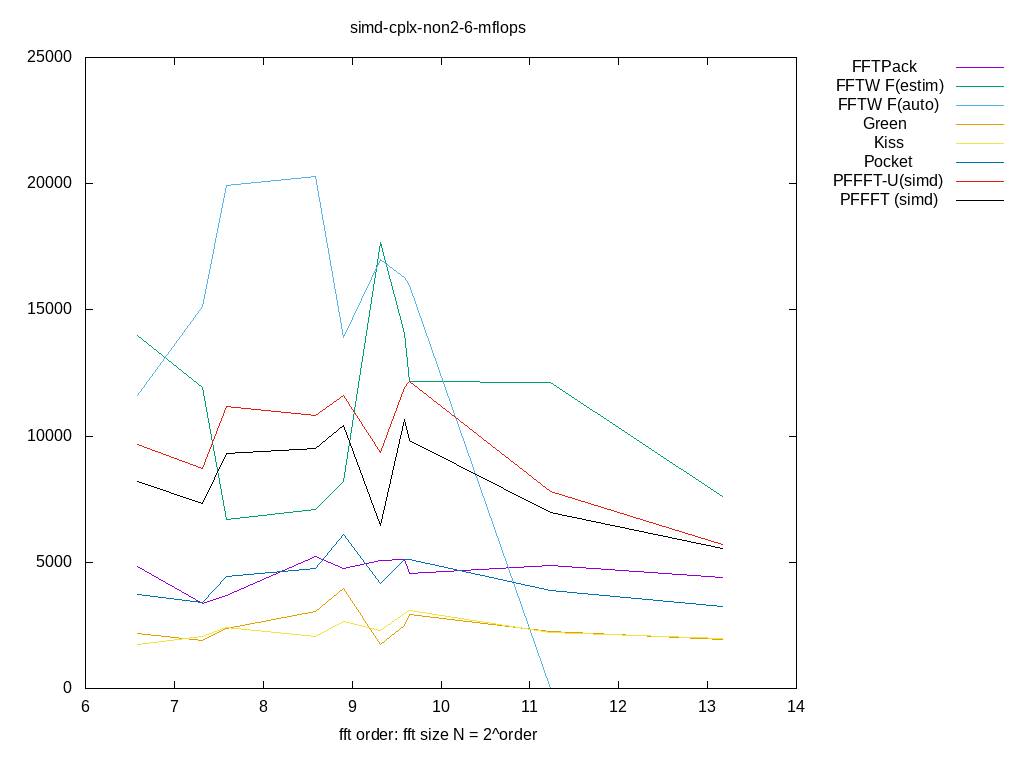 simd-cplx-non2-6-mflops
25000
20000
15000
10000
5000
0
6 7 8 9 10 11 12 13 14
fft order: fft size N = 2^order
FFTPack
FFTW F(estim)
FFTW F(auto)
Green
Kiss
Pocket
PFFFT-U(simd)
PFFFT (simd)